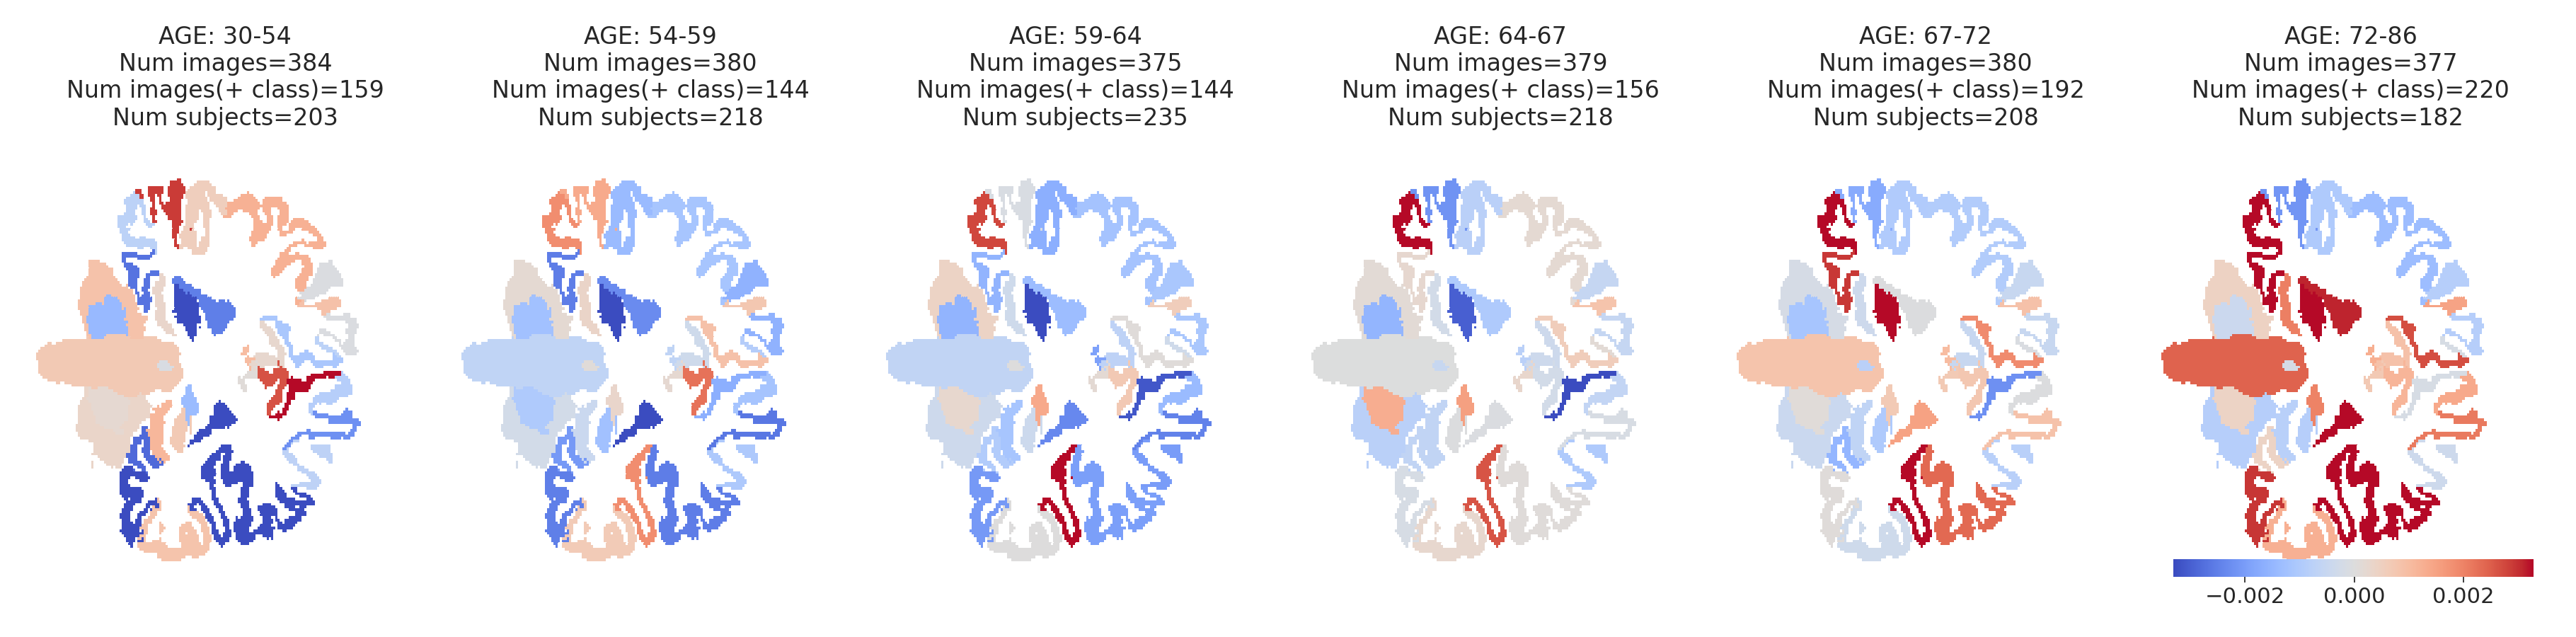 AGE: 30-54
Num images=384
Num images(+ class)=159
Num subjects=203
AGE: 54-59
Num images=380
Num images(+ class)=144
Num subjects=218
AGE: 59-64
Num images=375
Num images(+ class)=144
Num subjects=235
AGE: 64-67
Num images=379
Num images(+ class)=156
Num subjects=218
AGE: 67-72
Num images=380
Num images(+ class)=192
Num subjects=208
AGE: 72-86
Num images=377
Num images(+ class)=220
Num subjects=182
−0.002 0.000 0.002